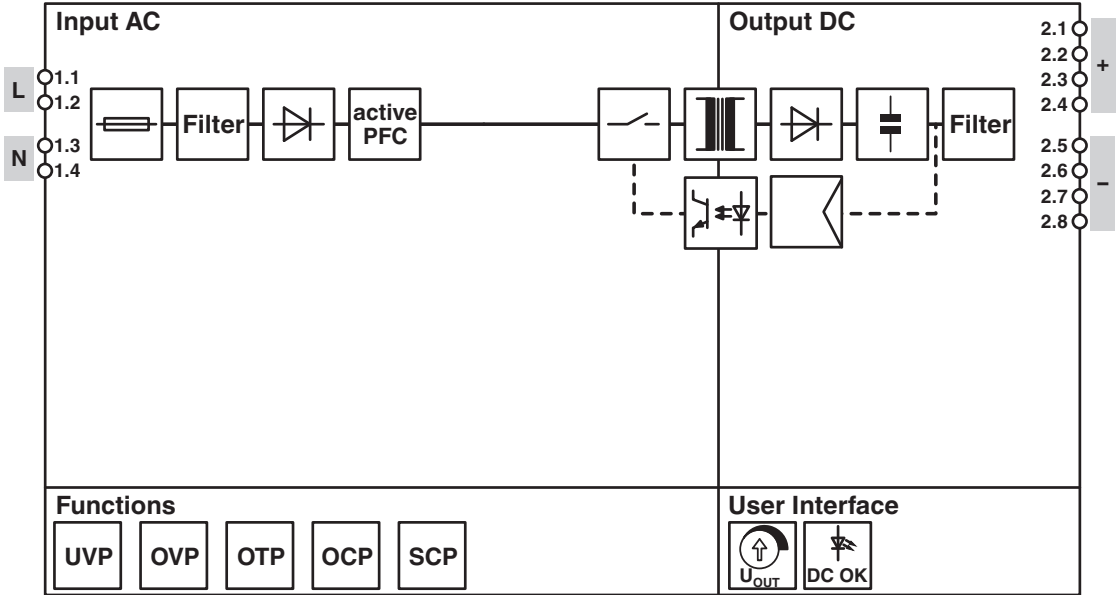 Input AC
Output DC
L
1.1
1.2
N
1.3
1.4
Filter
active
PFC
Filter
2.1
2.2
2.3
2.4
+
2.5
2.6
2.7
2.8
–
Functions
UVP
OVP
OTP
OCP
SCP
User Interface
UOUT
DC OK